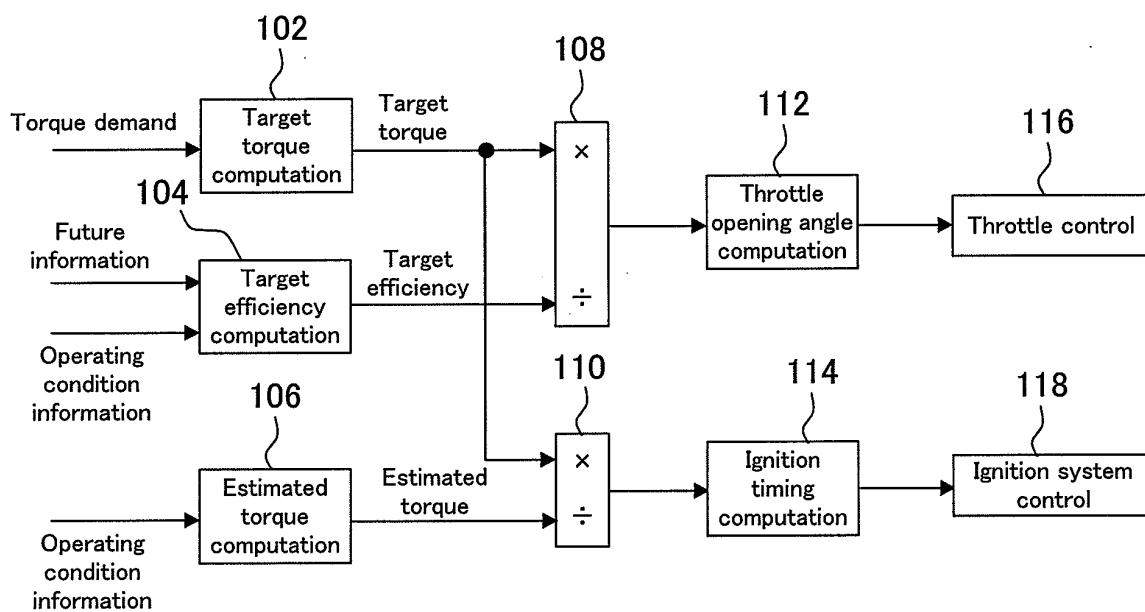 102
Torque demand
Target
torque
computation
Target
torque
108
×
÷
112
Throttle
opening angle
computation
116
Throttle control
104
Future
information
Operating
condition
information
Target
efficiency
computation
Target
efficiency
106
Operating
condition
information
Estimated
torque
computation
Estimated
torque
110
×
÷
114
Ignition
timing
computation
118
Ignition system
control